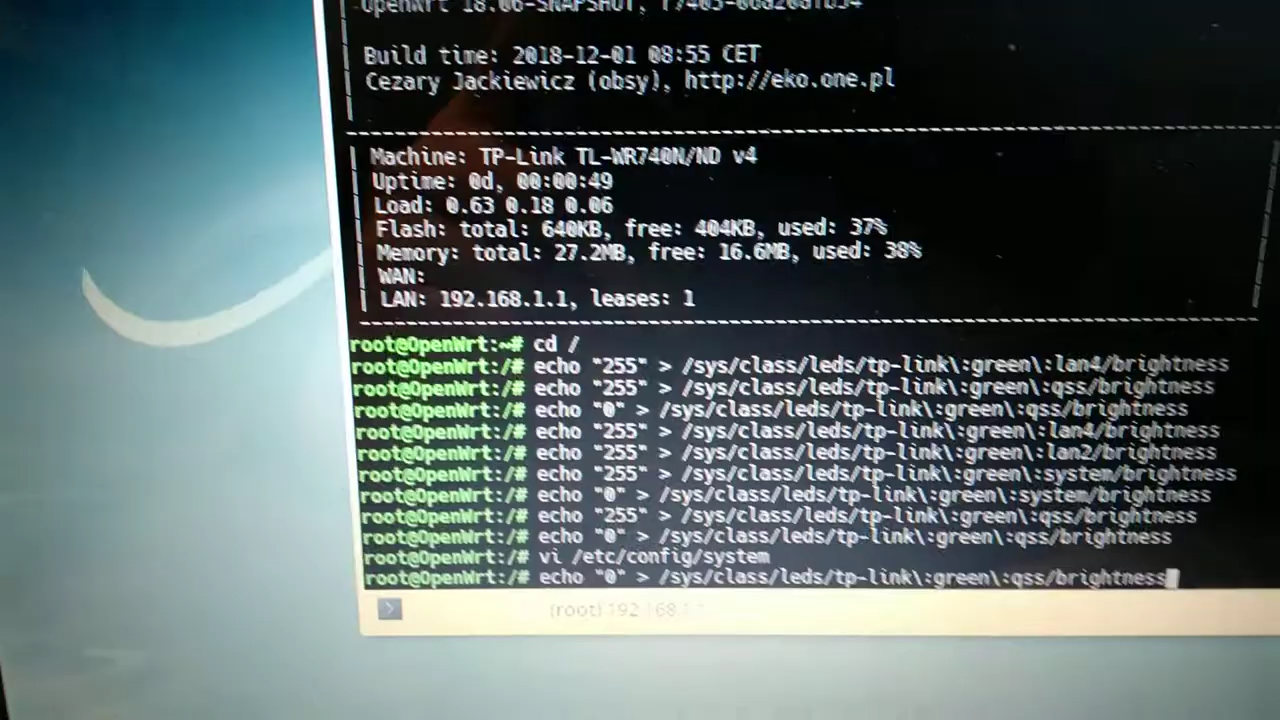 OpenWrt 18.06-SNAPSHOT,
Build time: 2018-12-01 08:55 CET
Cezary Jackiewicz (obsy), http://eko.one.pl
Machine: TP-Link TL-WR740N/ND v4
Uptime: 0d, 00:00:49
Load: 0.63 0.18 0.06
Flash: total: 640KB, free: 404KB, used: 37%
Memory: total: 27.2MB, free: 16.6MB, used: 38%
WAN:
LAN: 192.168.1.1, leases: 1
root@OpenWrt:~# cd /
root@OpenWrt:/# echo "255" > /sys/class/leds/tp-link\:green\:lan4/brightness
root@OpenWrt:/# echo "255" > /sys/class/leds/tp-link\:green\:qss/brightness
root@OpenWrt:/# echo "0" > /sys/class/leds/tp-link\:green\:qss/brightness
root@OpenWrt:/# echo "255" > /sys/class/leds/tp-link\:green\:lan4/brightness
root@OpenWrt:/# echo "255" > /sys/class/leds/tp-link\:green\:lan2/brightness
root@OpenWrt:/# echo "255" > /sys/class/leds/tp-link\:green\:system/brightness
root@OpenWrt:/# echo "0" > /sys/class/leds/tp-link\:green\:system/brightness
root@OpenWrt:/# echo "255" > /sys/class/leds/tp-link\:green\:qss/brightness
root@OpenWrt:/# echo "0" > /sys/class/leds/tp-link\:green\:qss/brightness
root@OpenWrt:/# vi /etc/config/system
root@OpenWrt:/# echo "0" > /sys/class/leds/tp-link\:green\:qss/brightness
(root)